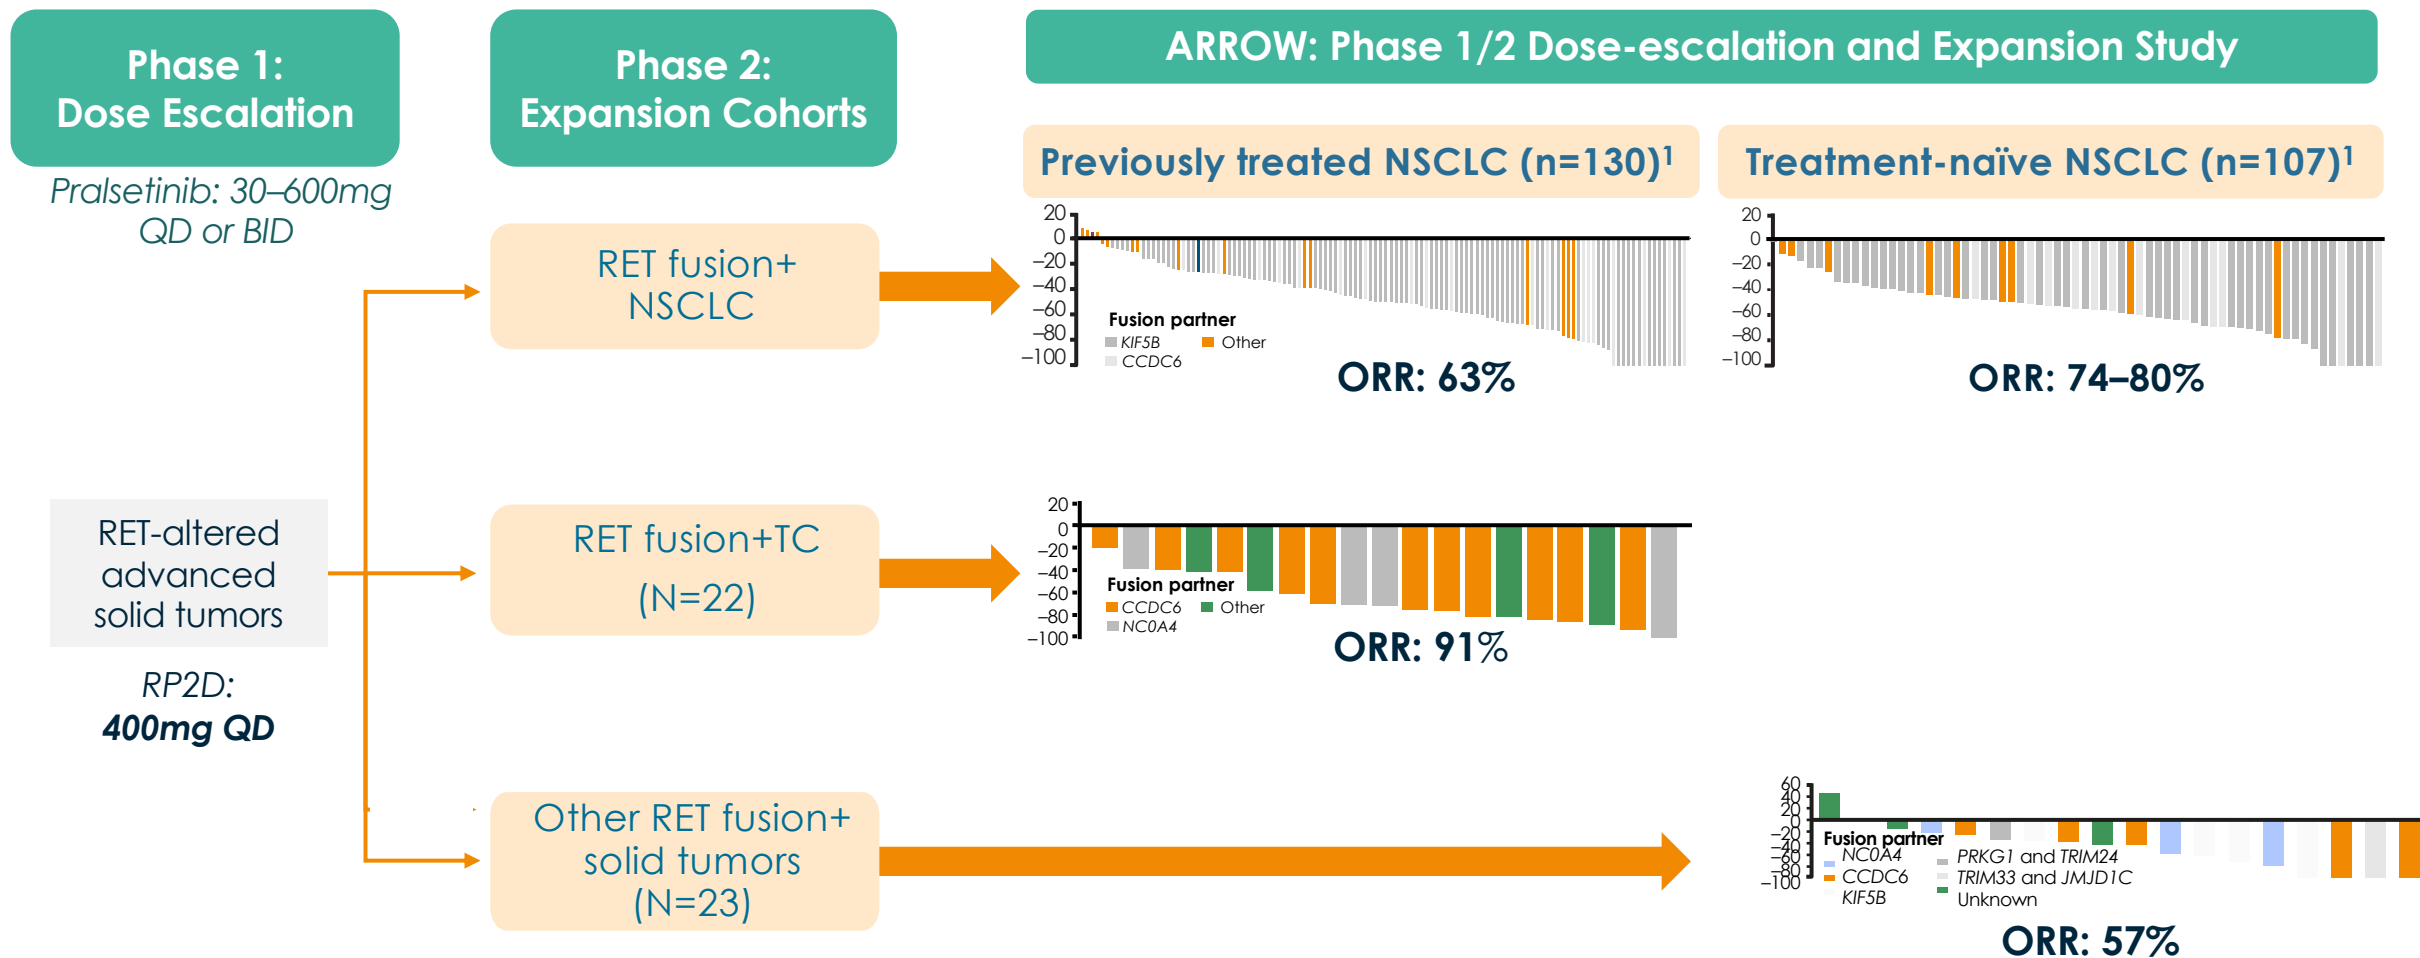 Phase 1:
Dose Escalation
Pralsetinib: 30–600mg
QD or BID
RET-altered
advanced
solid tumors
RP2D:
400mg QD
Phase 2:
Expansion Cohorts
RET fusion+
NSCLC
RET fusion+TC
(N=22)
Other RET fusion+
solid tumors
(N=23)
ARROW: Phase 1/2 Dose-escalation and Expansion Study
Previously treated NSCLC (n=130)¹
20
0
–20
–40
–60
–80
–100
Fusion partner
KIF5B
Other
CCDC6
ORR: 63%
Treatment-naïve NSCLC (n=107)¹
20
0
–20
–40
–60
–80
–100
ORR: 74–80%
20
0
–20
–40
–60
–80
–100
Fusion partner
CCDC6
Other
NC0A4
ORR: 91%
60
40
20
0
–20
–40
–60
–80
–100
Fusion partner
NC0A4
CCDC6
KIF5B
PRKG1 and TRIM24
TRIM33 and JMJD1C
Unknown
ORR: 57%